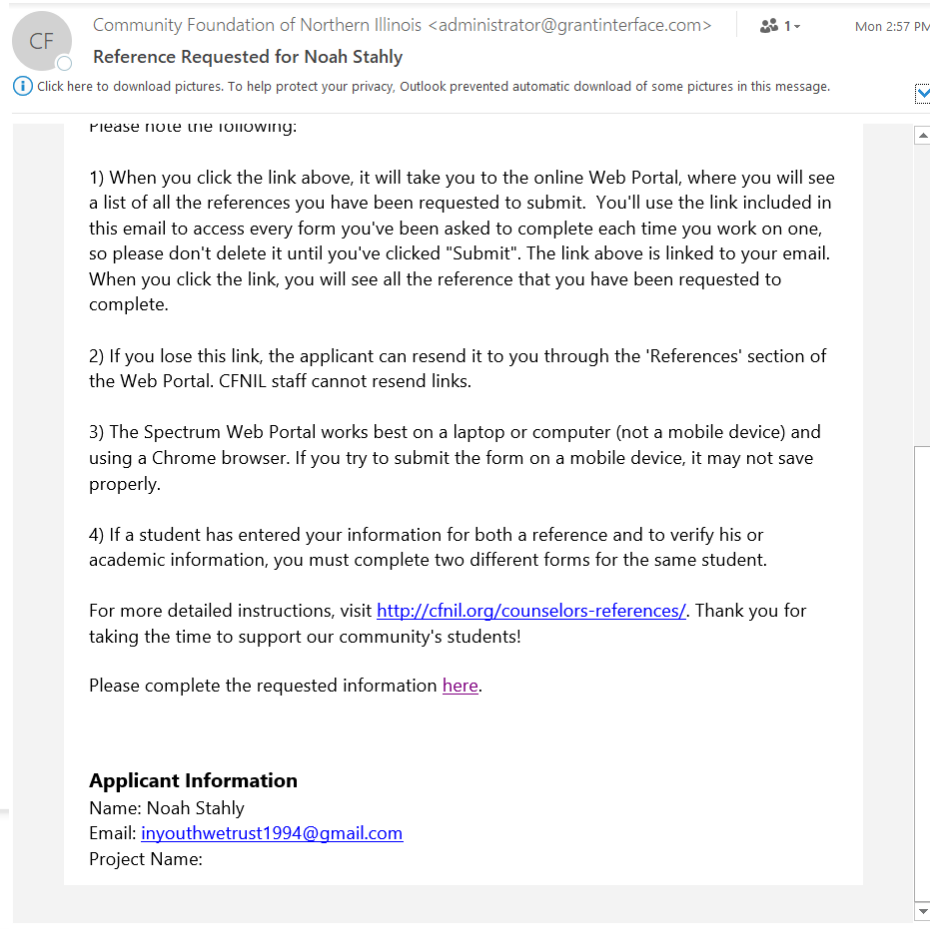 CF
Community Foundation of Northern Illinois <administrator@grantinterface.com>
1
Mon 2:57 PM
Reference Requested for Noah Stahly
Click here to download pictures. To help protect your privacy, Outlook prevented automatic download of some pictures in this message.
Please note the following:
1) When you click the link above, it will take you to the online Web Portal, where you will see
a list of all the references you have been requested to submit.  You'll use the link included in
this email to access every form you've been asked to complete each time you work on one,
so please don't delete it until you've clicked "Submit". The link above is linked to your email.
When you click the link, you will see all the reference that you have been requested to
complete.
2) If you lose this link, the applicant can resend it to you through the 'References' section of
the Web Portal. CFNIL staff cannot resend links.
3) The Spectrum Web Portal works best on a laptop or computer (not a mobile device) and
using a Chrome browser. If you try to submit the form on a mobile device, it may not save
properly.
4) If a student has entered your information for both a reference and to verify his or
academic information, you must complete two different forms for the same student.
For more detailed instructions, visit http://cfnil.org/counselors-references/. Thank you for
taking the time to support our community's students!
Please complete the requested information here.
Applicant Information
Name: Noah Stahly
Email: inyouthwetrust1994@gmail.com
Project Name: